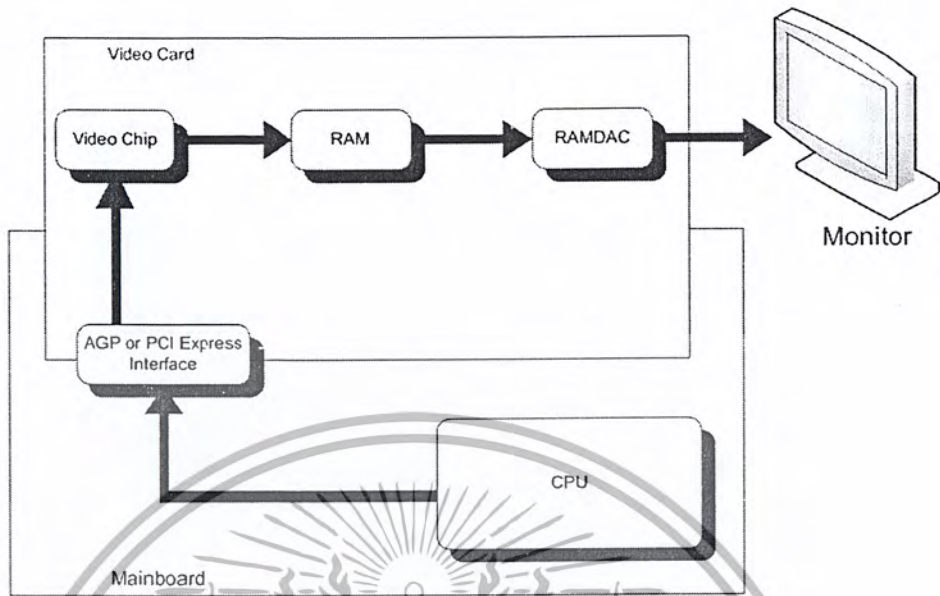 Video Card
Video Chip
RAM
RAMDAC
Monitor
AGP or PCI Express
Interface
CPU
Mainboard